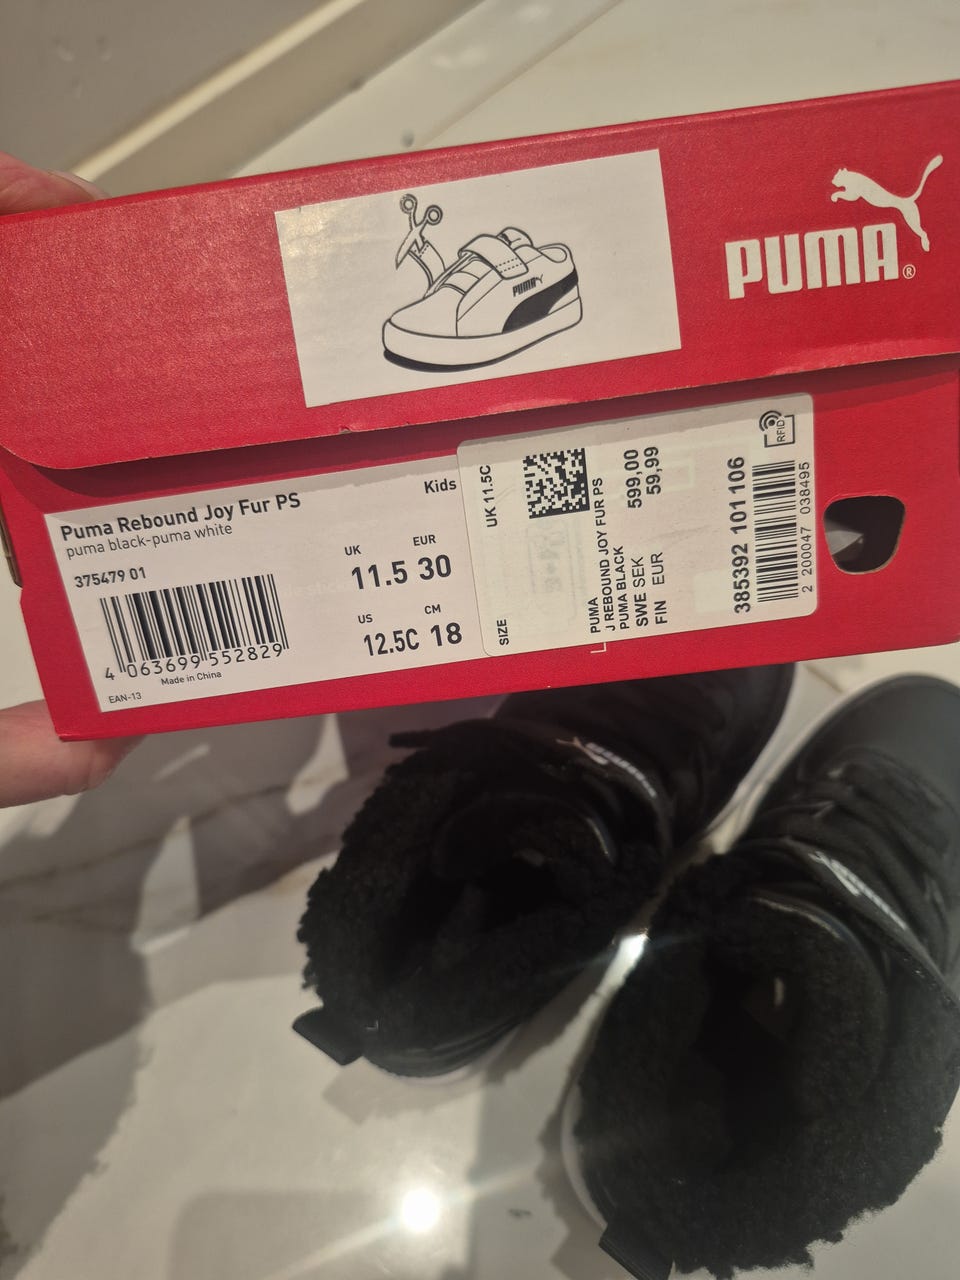 PUMA
PUMA®
Puma Rebound Joy Fur PS
puma black-puma white
Kids
375479 01
UK
EUR
11.5 30
US
CM
12.5C 18
4 063699 552829
EAN-13
Made in China
SIZE
UK 11.5C
PUMA
J REBOUND JOY FUR PS
PUMA BLACK
SWE SEK 599,00
FIN EUR 59,99
385392 101 106
2 200047 038495
RFID